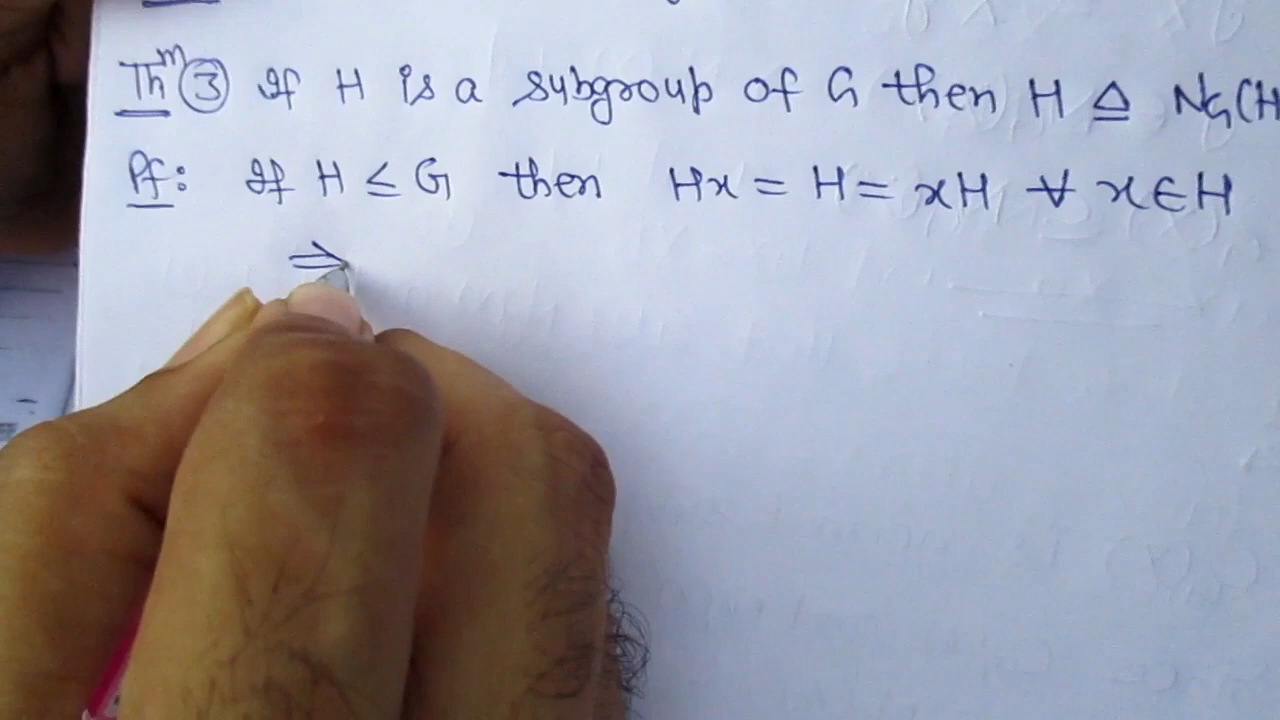 Thm ③ If H is a subgroup of G then H ⊴ NG(H
Pf: If H ≤ G then Hx = H = xH ∀ x∈H
⇒